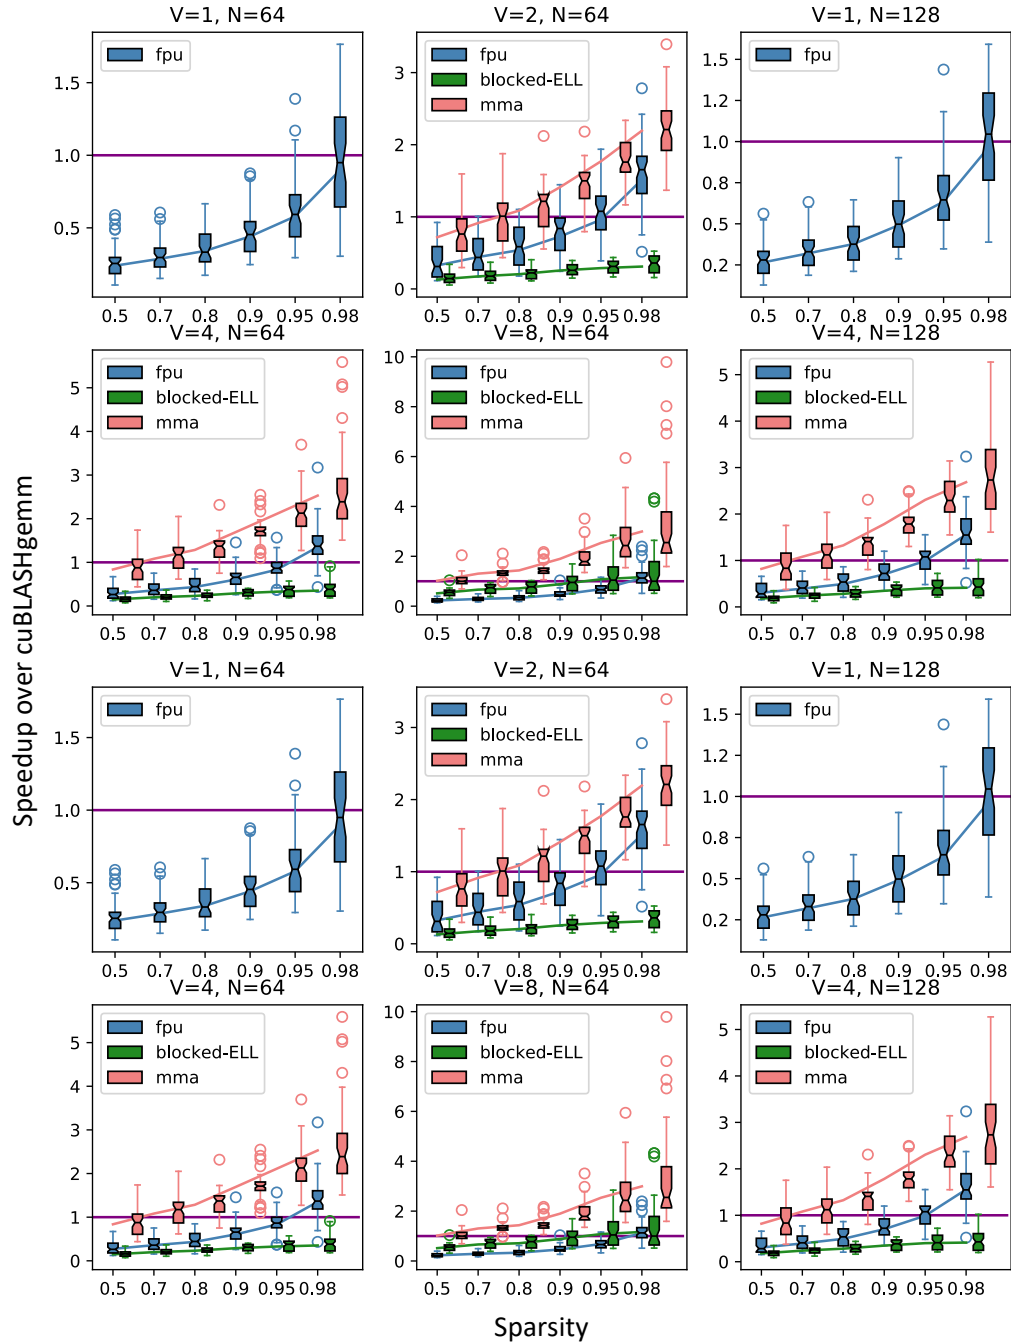 V=1, N=64
V=2, N=64
V=1, N=128
fpu
1.5
1.0
0.5
0.5 0.7 0.8 0.9 0.95 0.98
fpu
blocked-ELL
mma
3
2
1
0
0.5 0.7 0.8 0.9 0.95 0.98
fpu
1.5
1.2
1.0
0.8
0.5
0.2
0.5 0.7 0.8 0.9 0.95 0.98
V=4, N=64
V=8, N=64
V=4, N=128
fpu
blocked-ELL
mma
5
4
3
2
1
0
0.5 0.7 0.8 0.9 0.95 0.98
fpu
blocked-ELL
mma
10
8
6
4
2
0
0.5 0.7 0.8 0.9 0.95 0.98
fpu
blocked-ELL
mma
5
4
3
2
1
0
0.5 0.7 0.8 0.9 0.95 0.98
Speedup over cuBLASHgemm
V=1, N=64
V=2, N=64
V=1, N=128
fpu
1.5
1.0
0.5
0.5 0.7 0.8 0.9 0.95 0.98
fpu
blocked-ELL
mma
3
2
1
0
0.5 0.7 0.8 0.9 0.95 0.98
fpu
1.5
1.2
1.0
0.8
0.5
0.2
0.5 0.7 0.8 0.9 0.95 0.98
V=4, N=64
V=8, N=64
V=4, N=128
fpu
blocked-ELL
mma
5
4
3
2
1
0
0.5 0.7 0.8 0.9 0.95 0.98
fpu
blocked-ELL
mma
10
8
6
4
2
0
0.5 0.7 0.8 0.9 0.95 0.98
fpu
blocked-ELL
mma
5
4
3
2
1
0
0.5 0.7 0.8 0.9 0.95 0.98
Sparsity